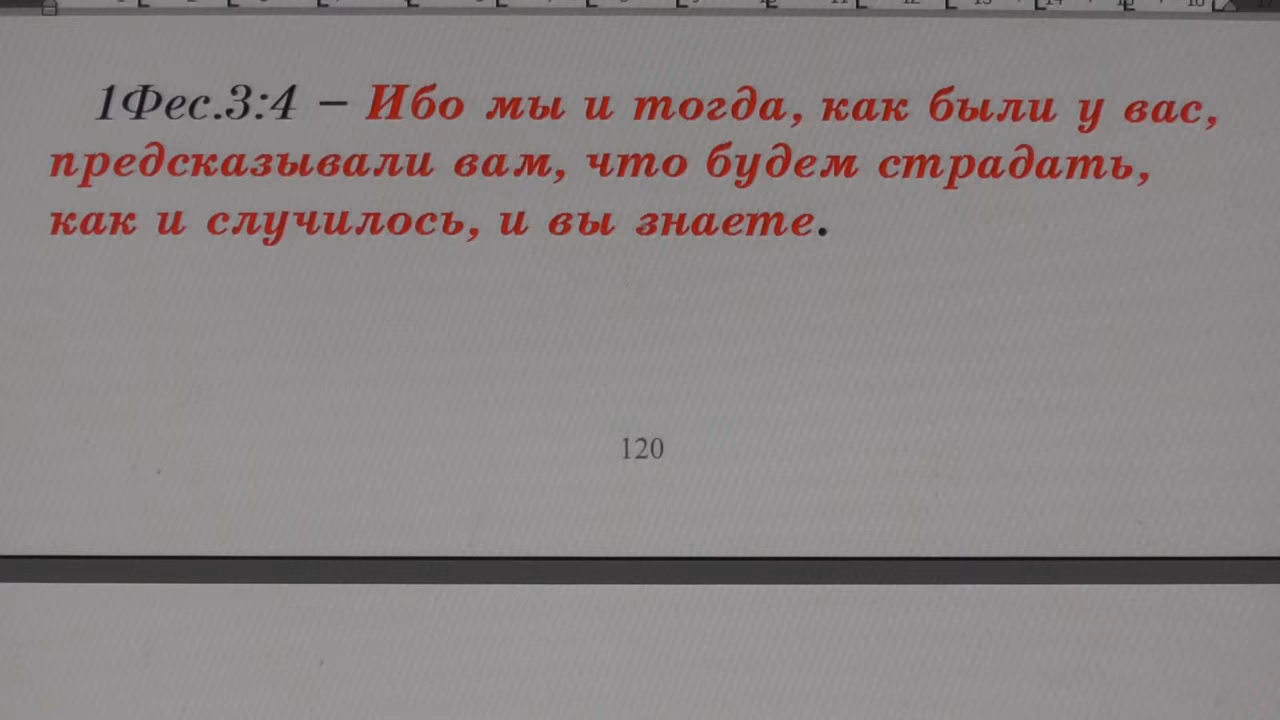 1Фес.3:4 – Ибо мы и тогда, как были у вас,
предсказывали вам, что будем страдать,
как и случилось, и вы знаете.
120